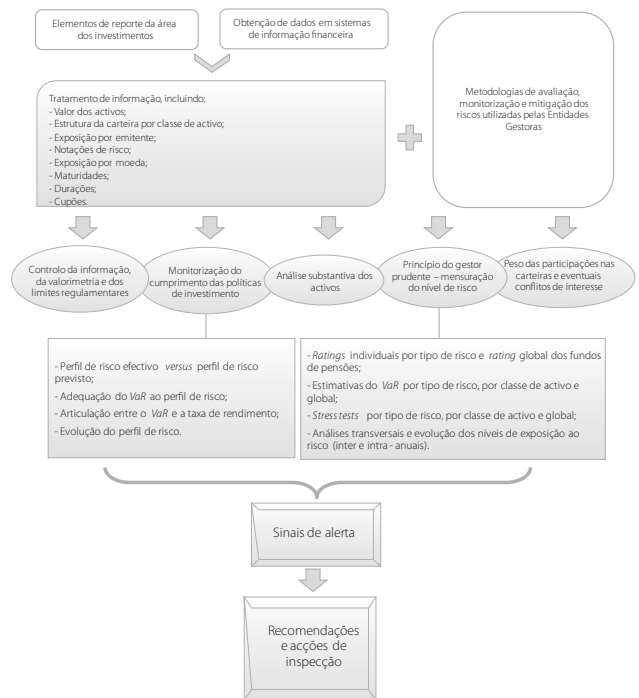 Elementos de reporte da área
dos investimentos
Obtenção de dados em sistemas
de informação financeira
Tratamento de informação, incluindo:
- Valor dos activos;
- Estrutura da carteira por classe de activo;
- Exposição por emitente;
- Notações de risco;
- Exposição por moeda;
- Maturidades;
- Durações;
- Cupões.
Metodologias de avaliação,
monitorização e mitigação dos
riscos utilizadas pelas Entidades
Gestoras
Controlo da informação,
da valorimetria e dos
limites regulamentares
Monitorização do
cumprimento das políticas
de investimento
Análise substantiva dos
activos
Princípio do gestor
prudente – mensuração
do nível de risco
Peso das participações nas
carteiras e eventuais
conflitos de interesse
- Perfil de risco efectivo versus perfil de risco
previsto;
- Adequação do VaR ao perfil de risco;
- Articulação entre o VaR e a taxa de rendimento;
- Evolução do perfil de risco.
- Ratings individuais por tipo de risco e rating global dos fundos
de pensões;
- Estimativas do VaR por tipo de risco, por classe de activo e
global;
- Stress tests por tipo de risco, por classe de activo e global;
- Análises transversais e evolução dos níveis de exposição ao
risco (inter e intra - anuais).
Sinais de alerta
Recomendações
e acções de
inspecção